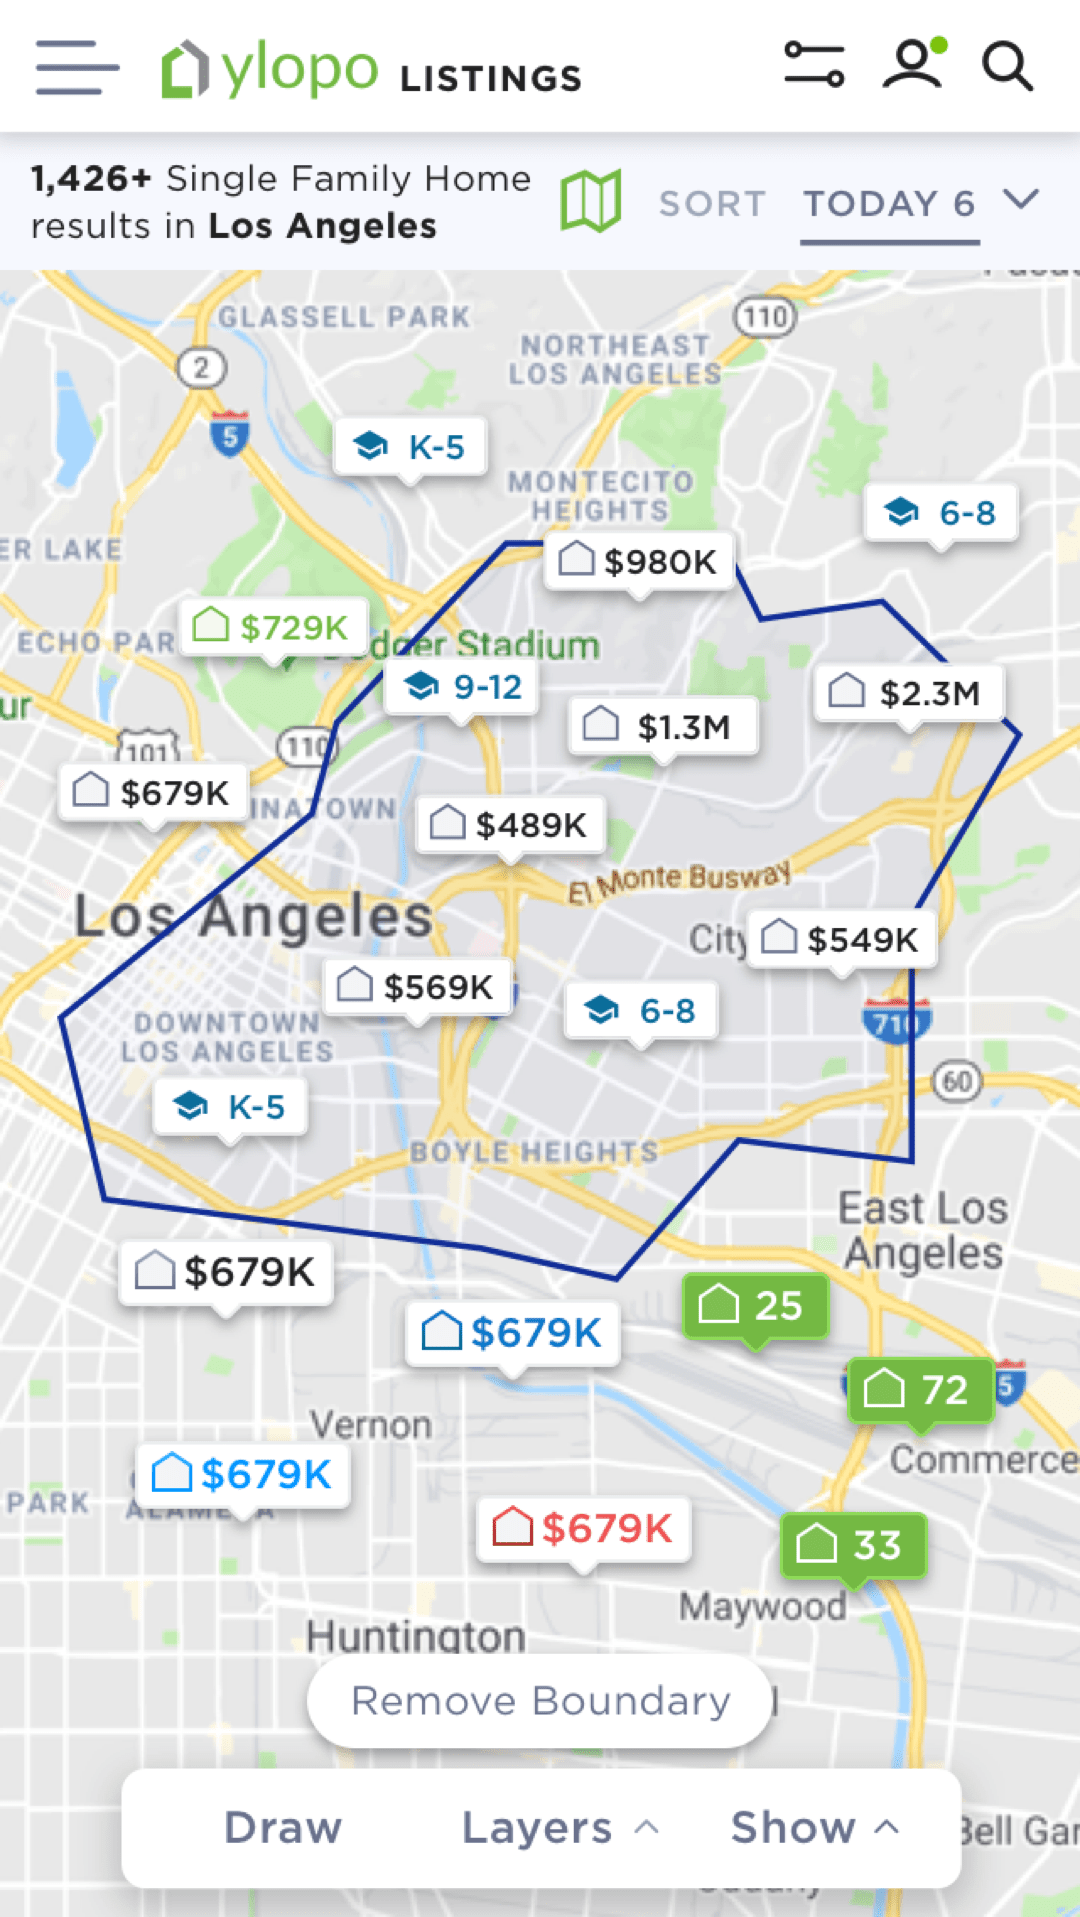 ylopo LISTINGS
1,426+ Single Family Home
results in Los Angeles
SORT
TODAY 6
GLASSELL PARK
110
NORTHEAST
LOS ANGELES
2
5
K-5
MONTECITO
HEIGHTS
6-8
ER LAKE
$980K
ECHO PAR
$729K
dger Stadium
9-12
$2.3M
ur
$1.3M
101
110
$679K
INATOWN
$489K
El Monte Busway
Los Angeles
City
$549K
$569K
6-8
710
DOWNTOWN
LOS ANGELES
60
K-5
BOYLE HEIGHTS
East Los
Angeles
$679K
25
$679K
72
5
Vernon
Commerce
$679K
PARK
ALAMEDA
$679K
33
Maywood
Huntington
Remove Boundary
Draw
Layers
Show
Bell Gar